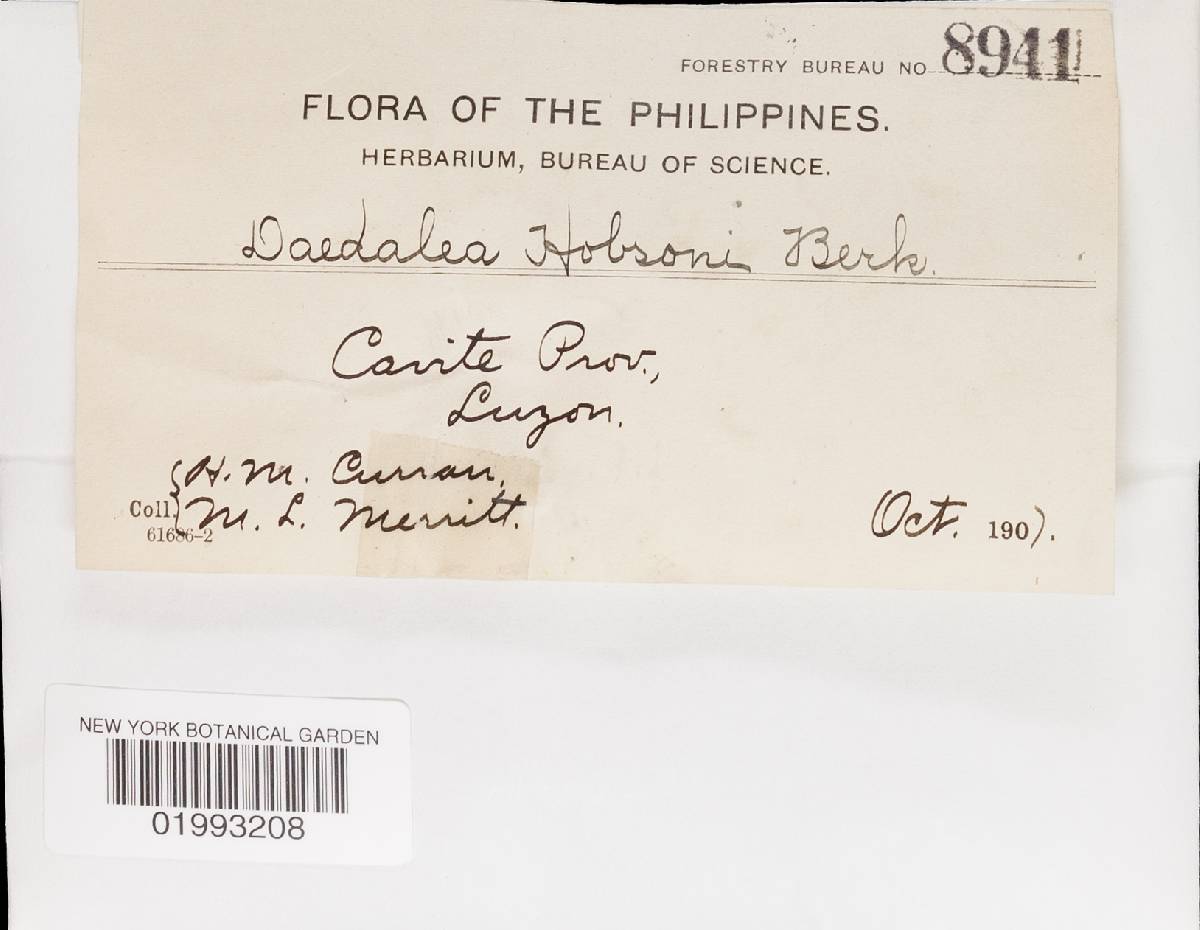 FORESTRY BUREAU NO 8941
FLORA OF THE PHILIPPINES.
HERBARIUM, BUREAU OF SCIENCE.
Daedalea Hobsoni Berk.
Cavite Prov.,
Luzon.
H. M. Curran,
Coll. M. L. Merritt.
61686-2
Oct. 1907.
NEW YORK BOTANICAL GARDEN
01993208